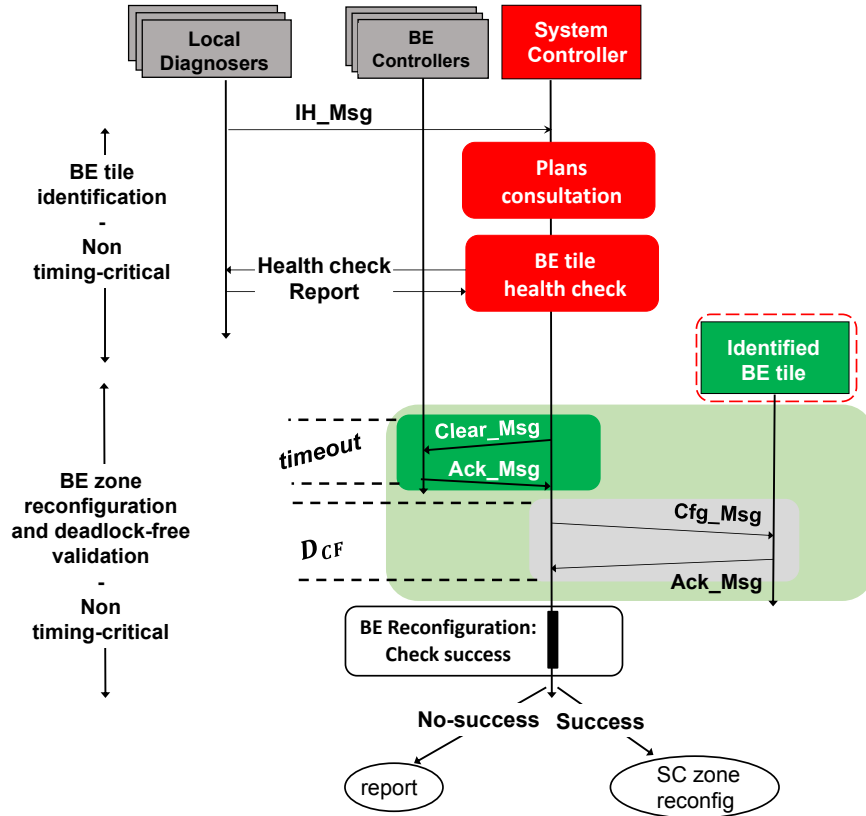 Local
Diagnosers
BE
Controllers
System
Controller
IH_Msg
BE tile
identification
-
Non
timing-critical
Plans
consultation
Health check
Report
BE tile
health check
Identified
BE tile
timeout
Clear_Msg
Ack_Msg
BE zone
reconfiguration
and deadlock-free
validation
-
Non
timing-critical
D_CF
Cfg_Msg
Ack_Msg
BE Reconfiguration:
Check success
No-success
Success
report
SC zone
reconfig